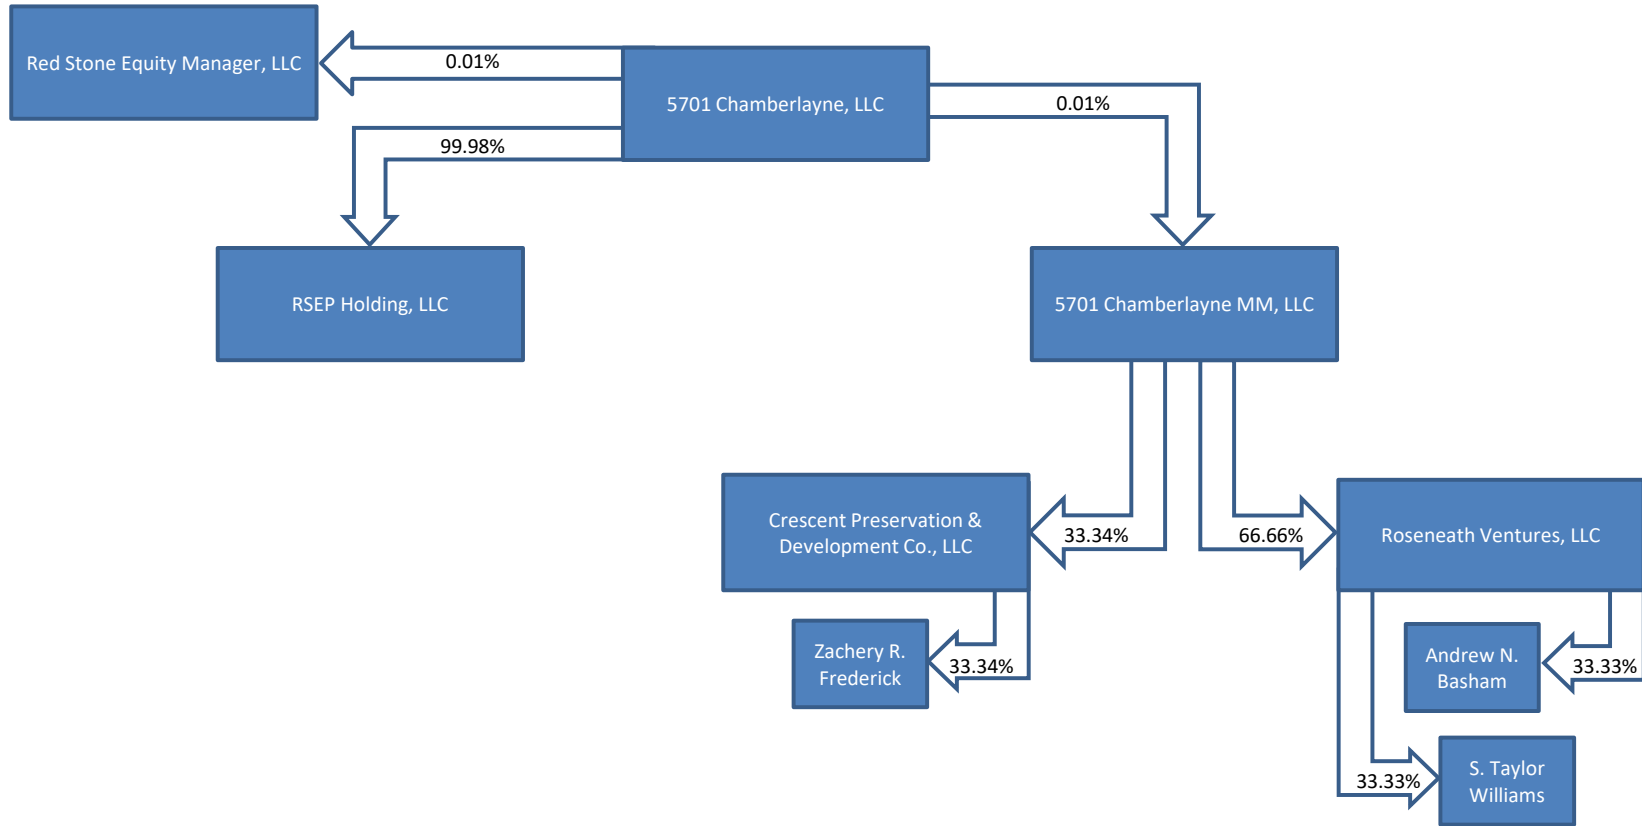 Red Stone Equity Manager, LLC
0.01%
5701 Chamberlayne, LLC
0.01%
99.98%
RSEP Holding, LLC
5701 Chamberlayne MM, LLC
Crescent Preservation &
Development Co., LLC
33.34%
66.66%
Roseneath Ventures, LLC
Zachery R.
Frederick
33.34%
Andrew N.
Basham
33.33%
33.33%
S. Taylor
Williams